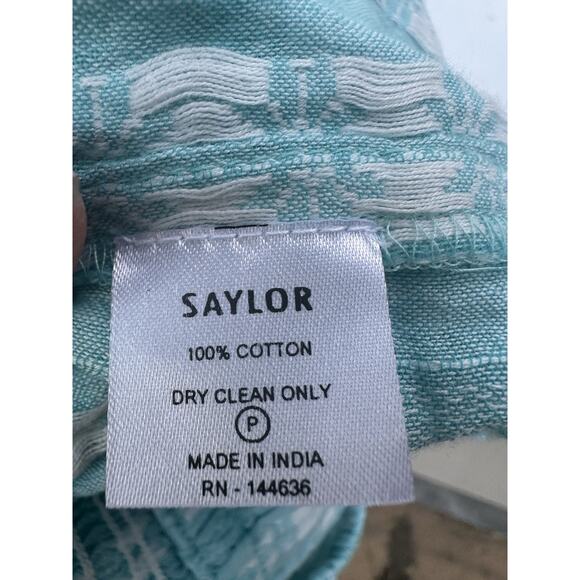 SAYLOR
100% COTTON
DRY CLEAN ONLY
P
MADE IN INDIA
RN - 144636